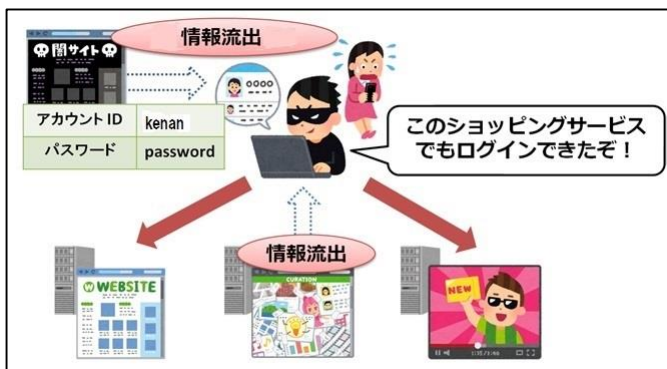 情報流出
闇サイト
アカウント ID
kenan
パスワード
password
このショッピングサービス
でもログインできたぞ！
情報流出
WEBSITE
CURATION
NEW